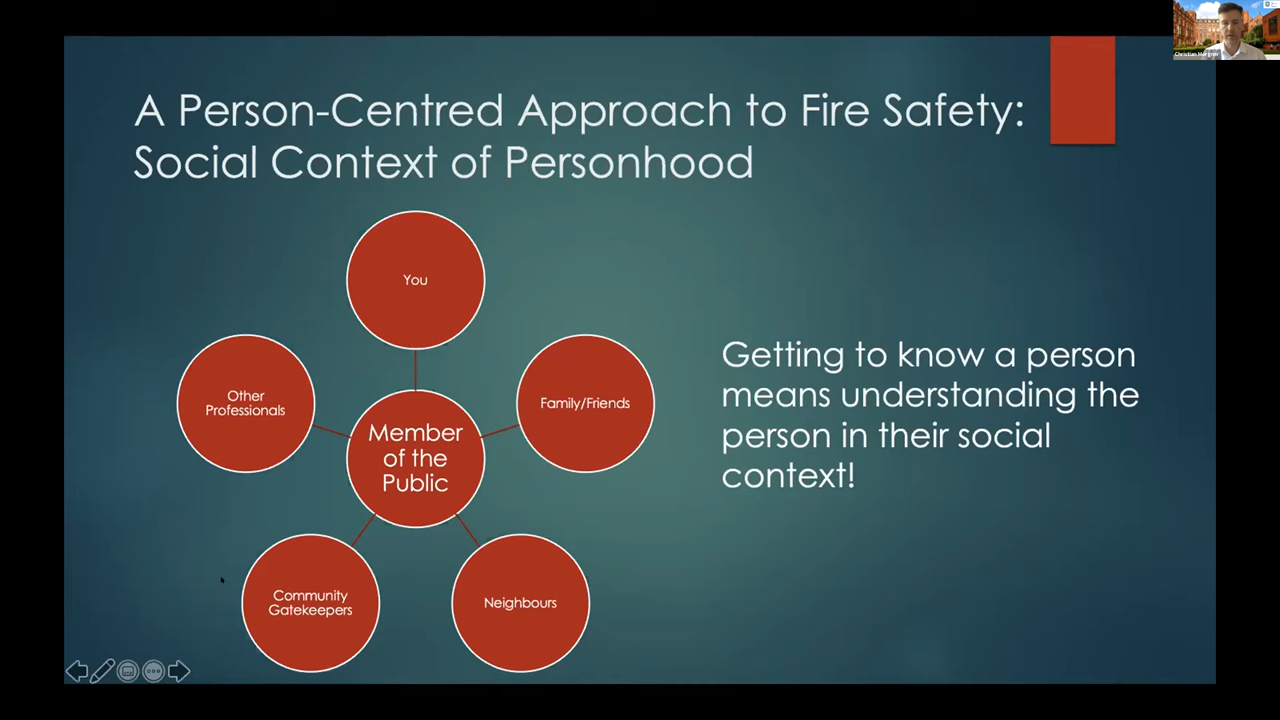 A Person-Centred Approach to Fire Safety:
Social Context of Personhood
You
Other
Professionals
Family/Friends
Member
of the
Public
Community
Gatekeepers
Neighbours
Getting to know a person
means understanding the
person in their social
context!
Christian